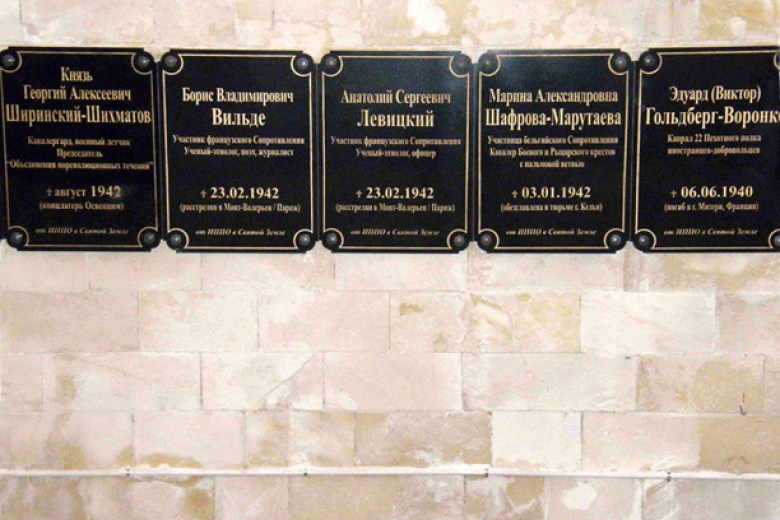 Князь
Георгий Алексеевич
Ширинский-Шихматов
Кавалергард, военный летчик
Председатель
"Объединения пореволюционных течений"
† август 1942
(концлагерь Освенцим)
от ИППО в Святой Земле
Борис Владимирович
Вильде
Участник французского Сопротивления
Ученый-этнолог, поэт, журналист
† 23.02.1942
(расстрелян в Монт-Валерьен / Париж)
от ИППО в Святой Земле
Анатолий Сергеевич
Левицкий
Участник французского Сопротивления
Ученый-этнолог, офицер
† 23.02.1942
(расстрелян в Монт-Валерьен / Париж)
от ИППО в Святой Земле
Марина Александровна
Шафрова-Марутаева
Участница бельгийского Сопротивления
Кавалер Боевого и Рыцарского крестов
с пальмовой ветвью
† 03.01.1942
(обезглавлена в тюрьме г. Кельн)
от ИППО в Святой Земле
Эдуард (Виктор)
Гольдберг-Воронко
Капрал 22 Пехотного полка
иностранцев-добровольцев
† 06.06.1940
(погиб в г. Мизери, Франция)
от ИППО в Святой Земле